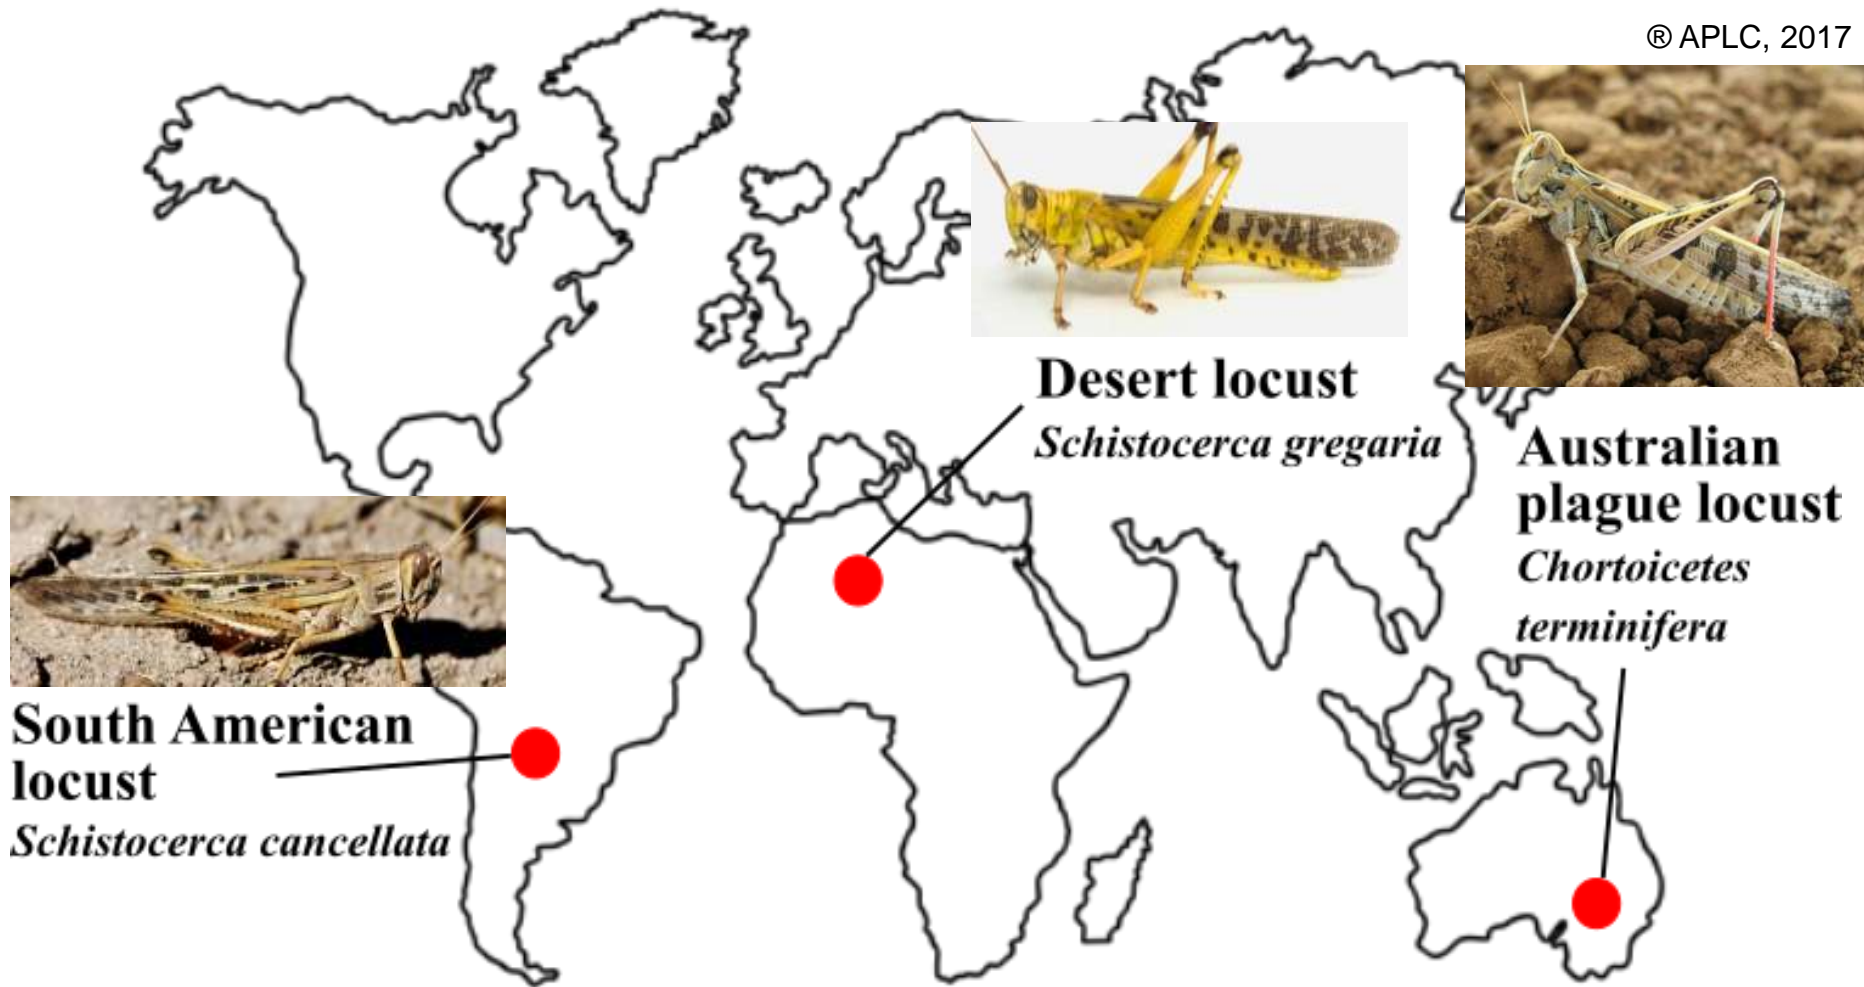 ® APLC, 2017
Desert locust
Schistocerca gregaria
Australian
plague locust
Chortoicetes
terminifera
South American
locust
Schistocerca cancellata